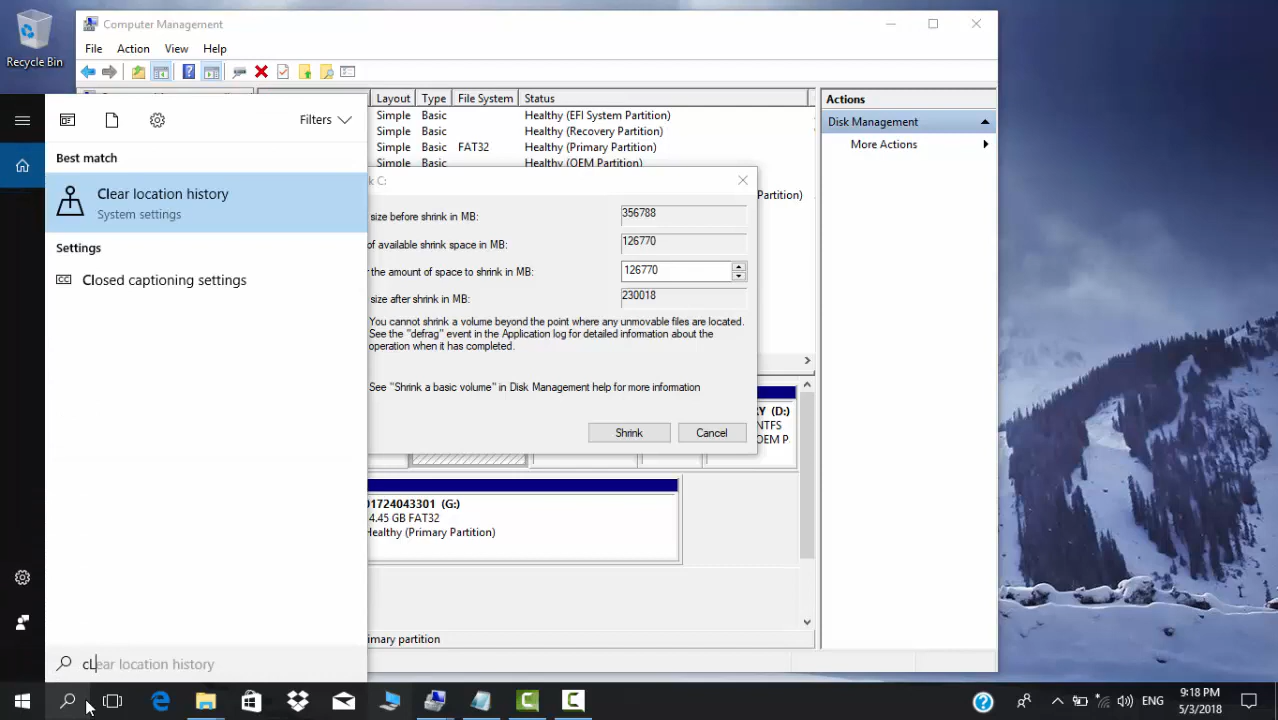 Recycle Bin
Computer Management
File Action View Help
Layout Type File System Status
Simple Basic Healthy (EFI System Partition)
Simple Basic Healthy (Recovery Partition)
Simple Basic FAT32 Healthy (Primary Partition)
Simple Basic Healthy (OEM Partition)
Partition)
Actions
Disk Management
More Actions
Filters
Best match
Clear location history
System settings
Settings
CC Closed captioning settings
k C:
size before shrink in MB: 356788
of available shrink space in MB: 126770
r the amount of space to shrink in MB: 126770
size after shrink in MB: 230018
You cannot shrink a volume beyond the point where any unmovable files are located.
See the "defrag" event in the Application log for detailed information about the
operation when it has completed.
See "Shrink a basic volume" in Disk Management help for more information
Shrink Cancel
RY (D:)
NTFS
OEM P
01724043301 (G:)
4.45 GB FAT32
Healthy (Primary Partition)
rimary partition
cLear location history
ENG
9:18 PM
5/3/2018